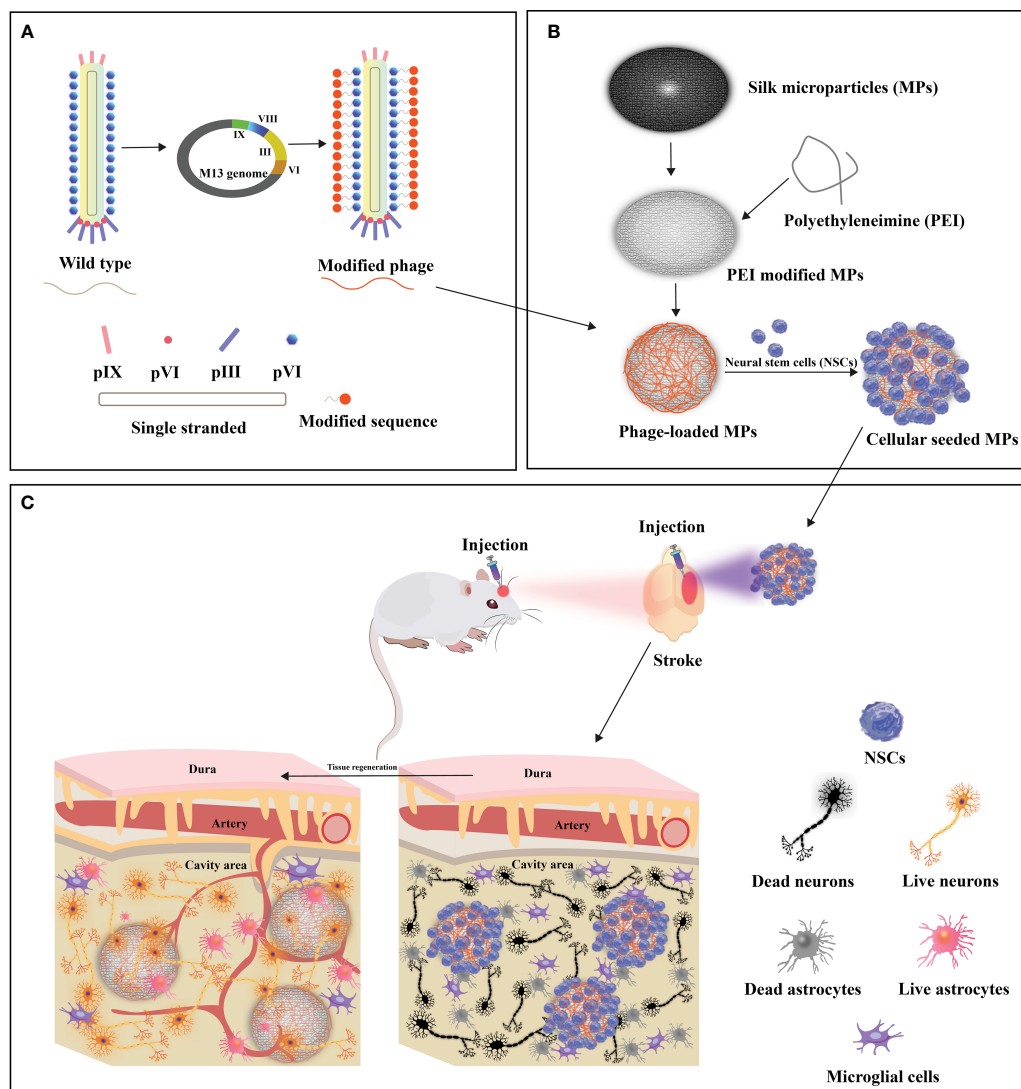 A
VIII
IX
III
VI
M13 genome
Wild type
Modified phage
pIX
pVI
pIII
pVI
Single stranded
Modified sequence
B
Silk microparticles (MPs)
Polyethyleneimine (PEI)
PEI modified MPs
Neural stem cells (NSCs)
Phage-loaded MPs
Cellular seeded MPs
C
Injection
Injection
Stroke
NSCs
Tissue regeneration
Dura
Dura
Artery
Artery
Cavity area
Cavity area
Dead neurons
Live neurons
Dead astrocytes
Live astrocytes
Microglial cells